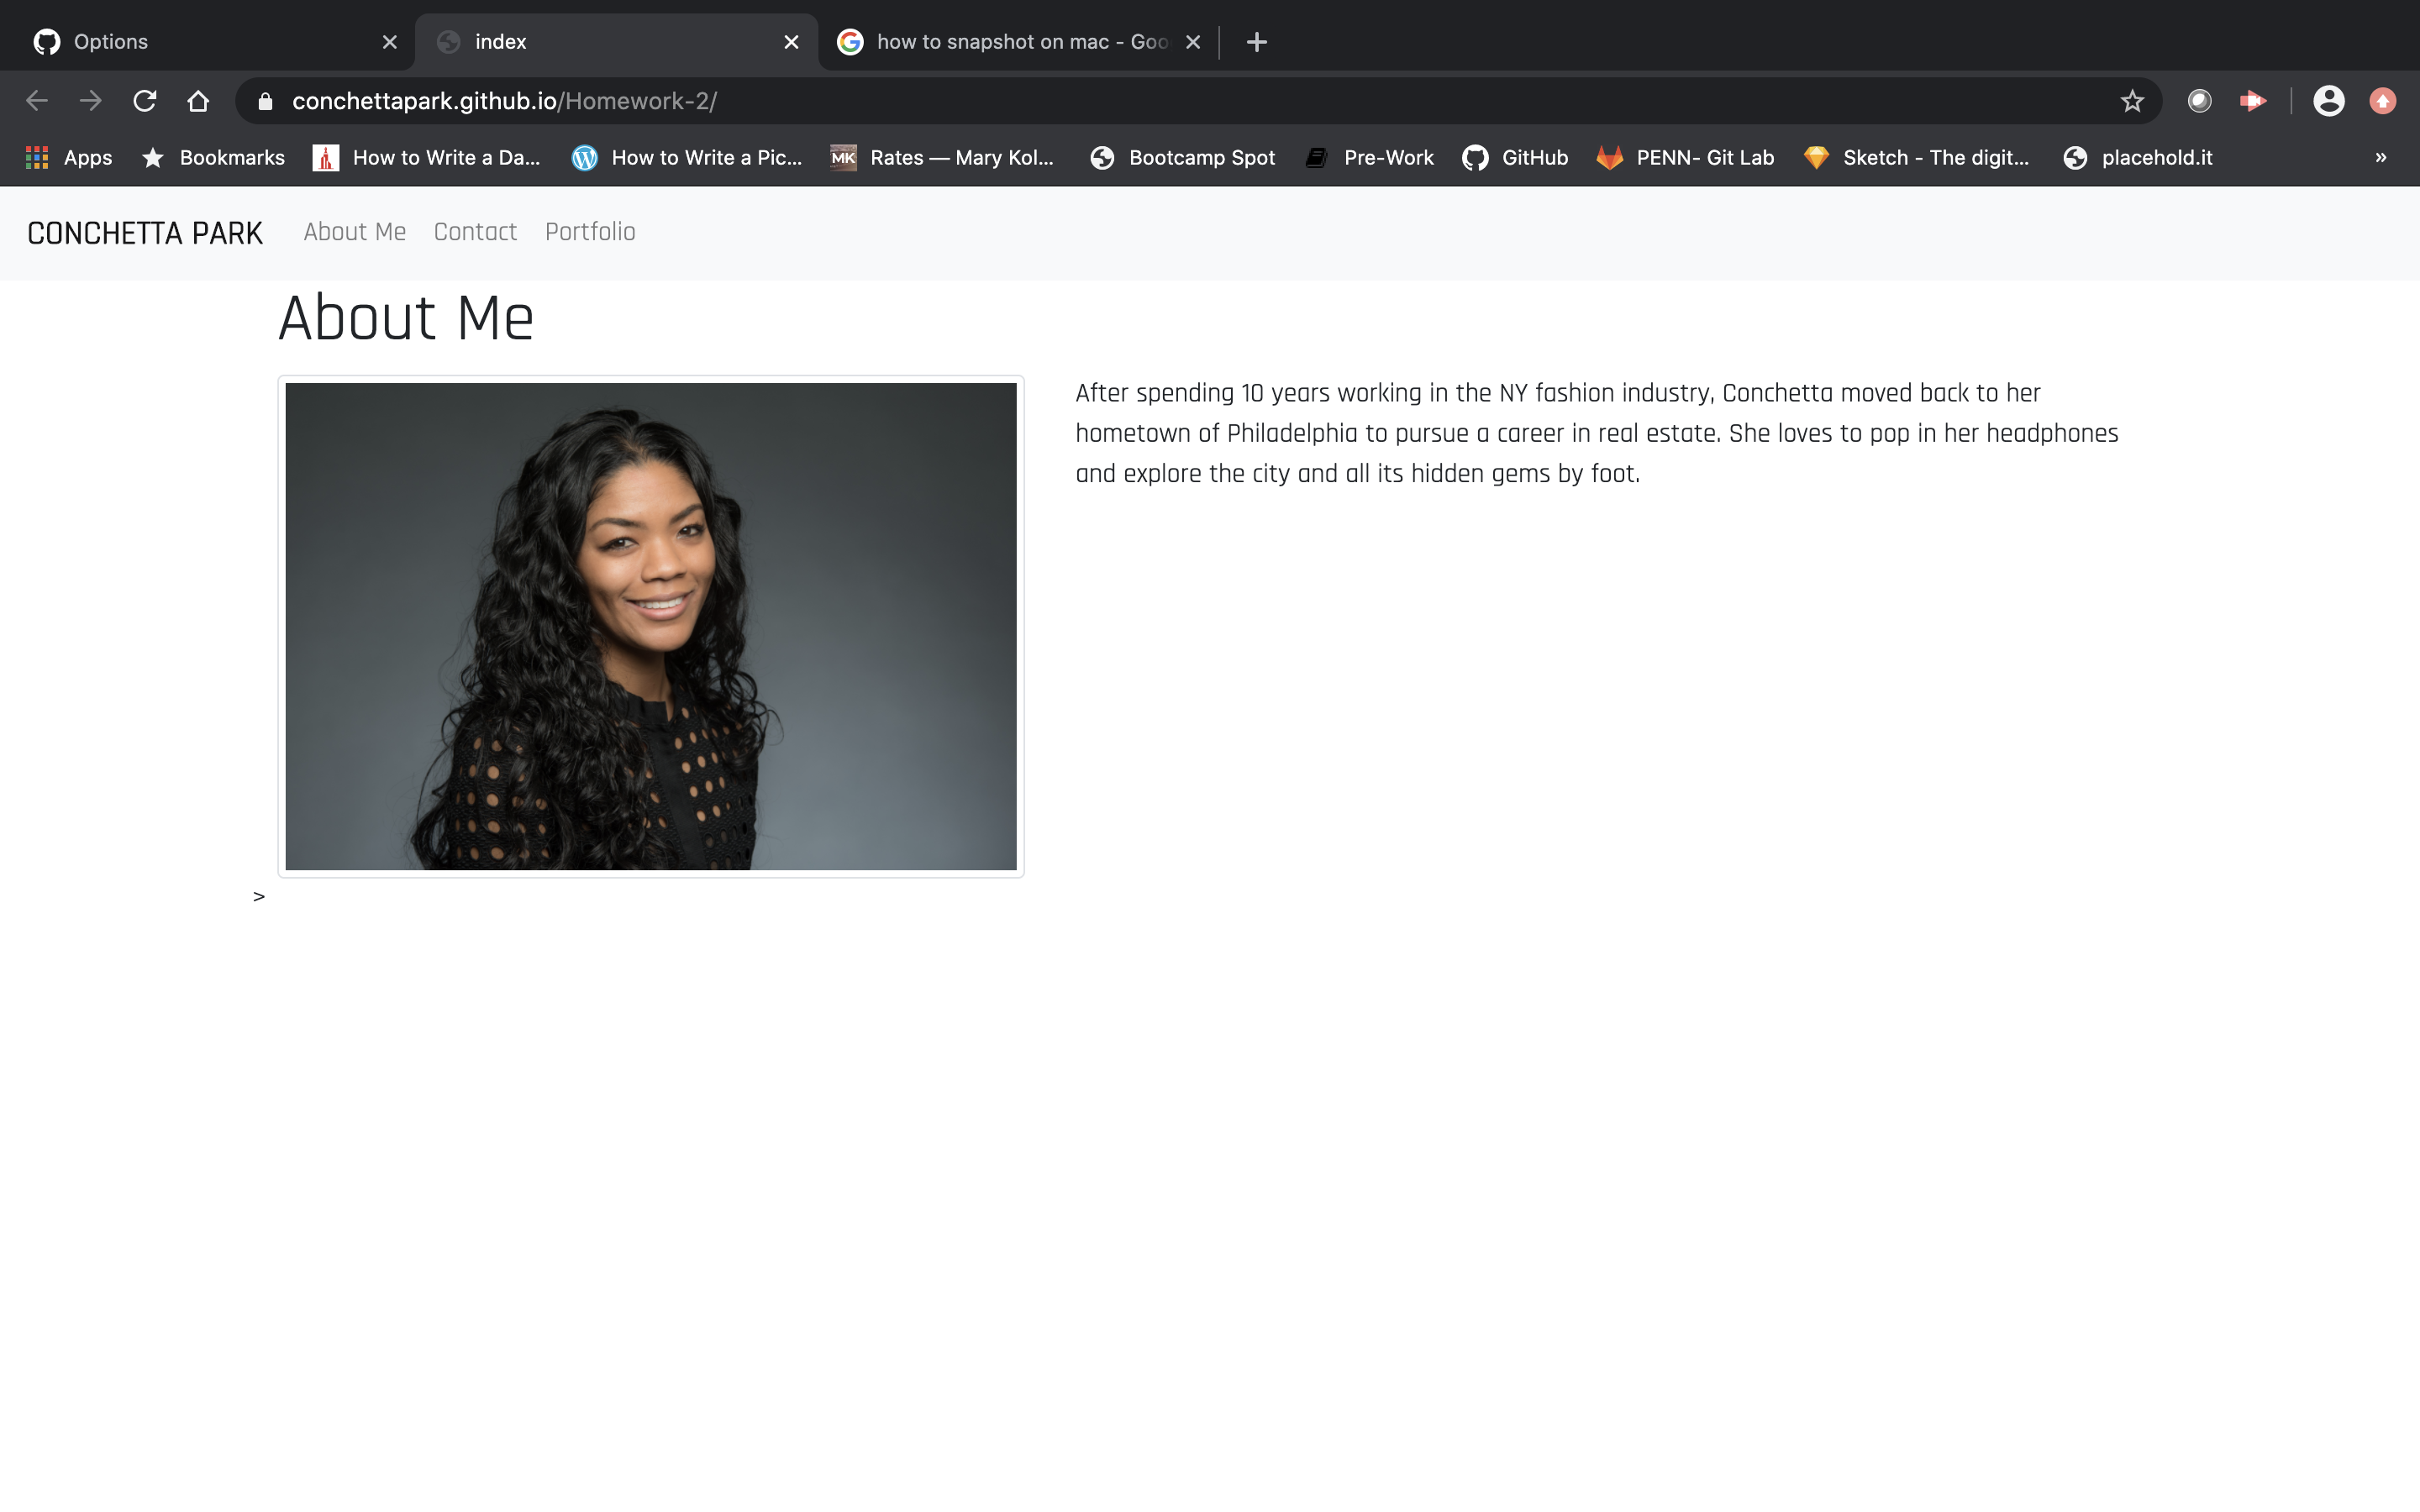 Options
index
how to snapshot on mac - Goo
conchettapark.github.io/Homework-2/
Apps
Bookmarks
How to Write a Da...
How to Write a Pic...
MK
Rates — Mary Kol...
Bootcamp Spot
Pre-Work
GitHub
PENN- Git Lab
Sketch - The digit...
placehold.it
»
CONCHETTA PARK
About Me
Contact
Portfolio
About Me
After spending 10 years working in the NY fashion industry, Conchetta moved back to her
hometown of Philadelphia to pursue a career in real estate. She loves to pop in her headphones
and explore the city and all its hidden gems by foot.
>